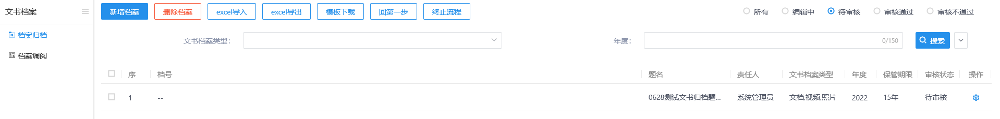 文书档案
档案归档
档案调阅
新增档案 删除档案 excel导入 excel导出 模板下载 回第一步 终止流程 所有 编辑中 待审核 审核通过 审核不通过
文书档案类型： 年度： 0/150 搜索
序 档号 题名 责任人 文书档案类型 年度 保管期限 审核状态 操作
1 -- 0628测试文书归档题... 系统管理员 文档,视频,照片 2022 15年 待审核